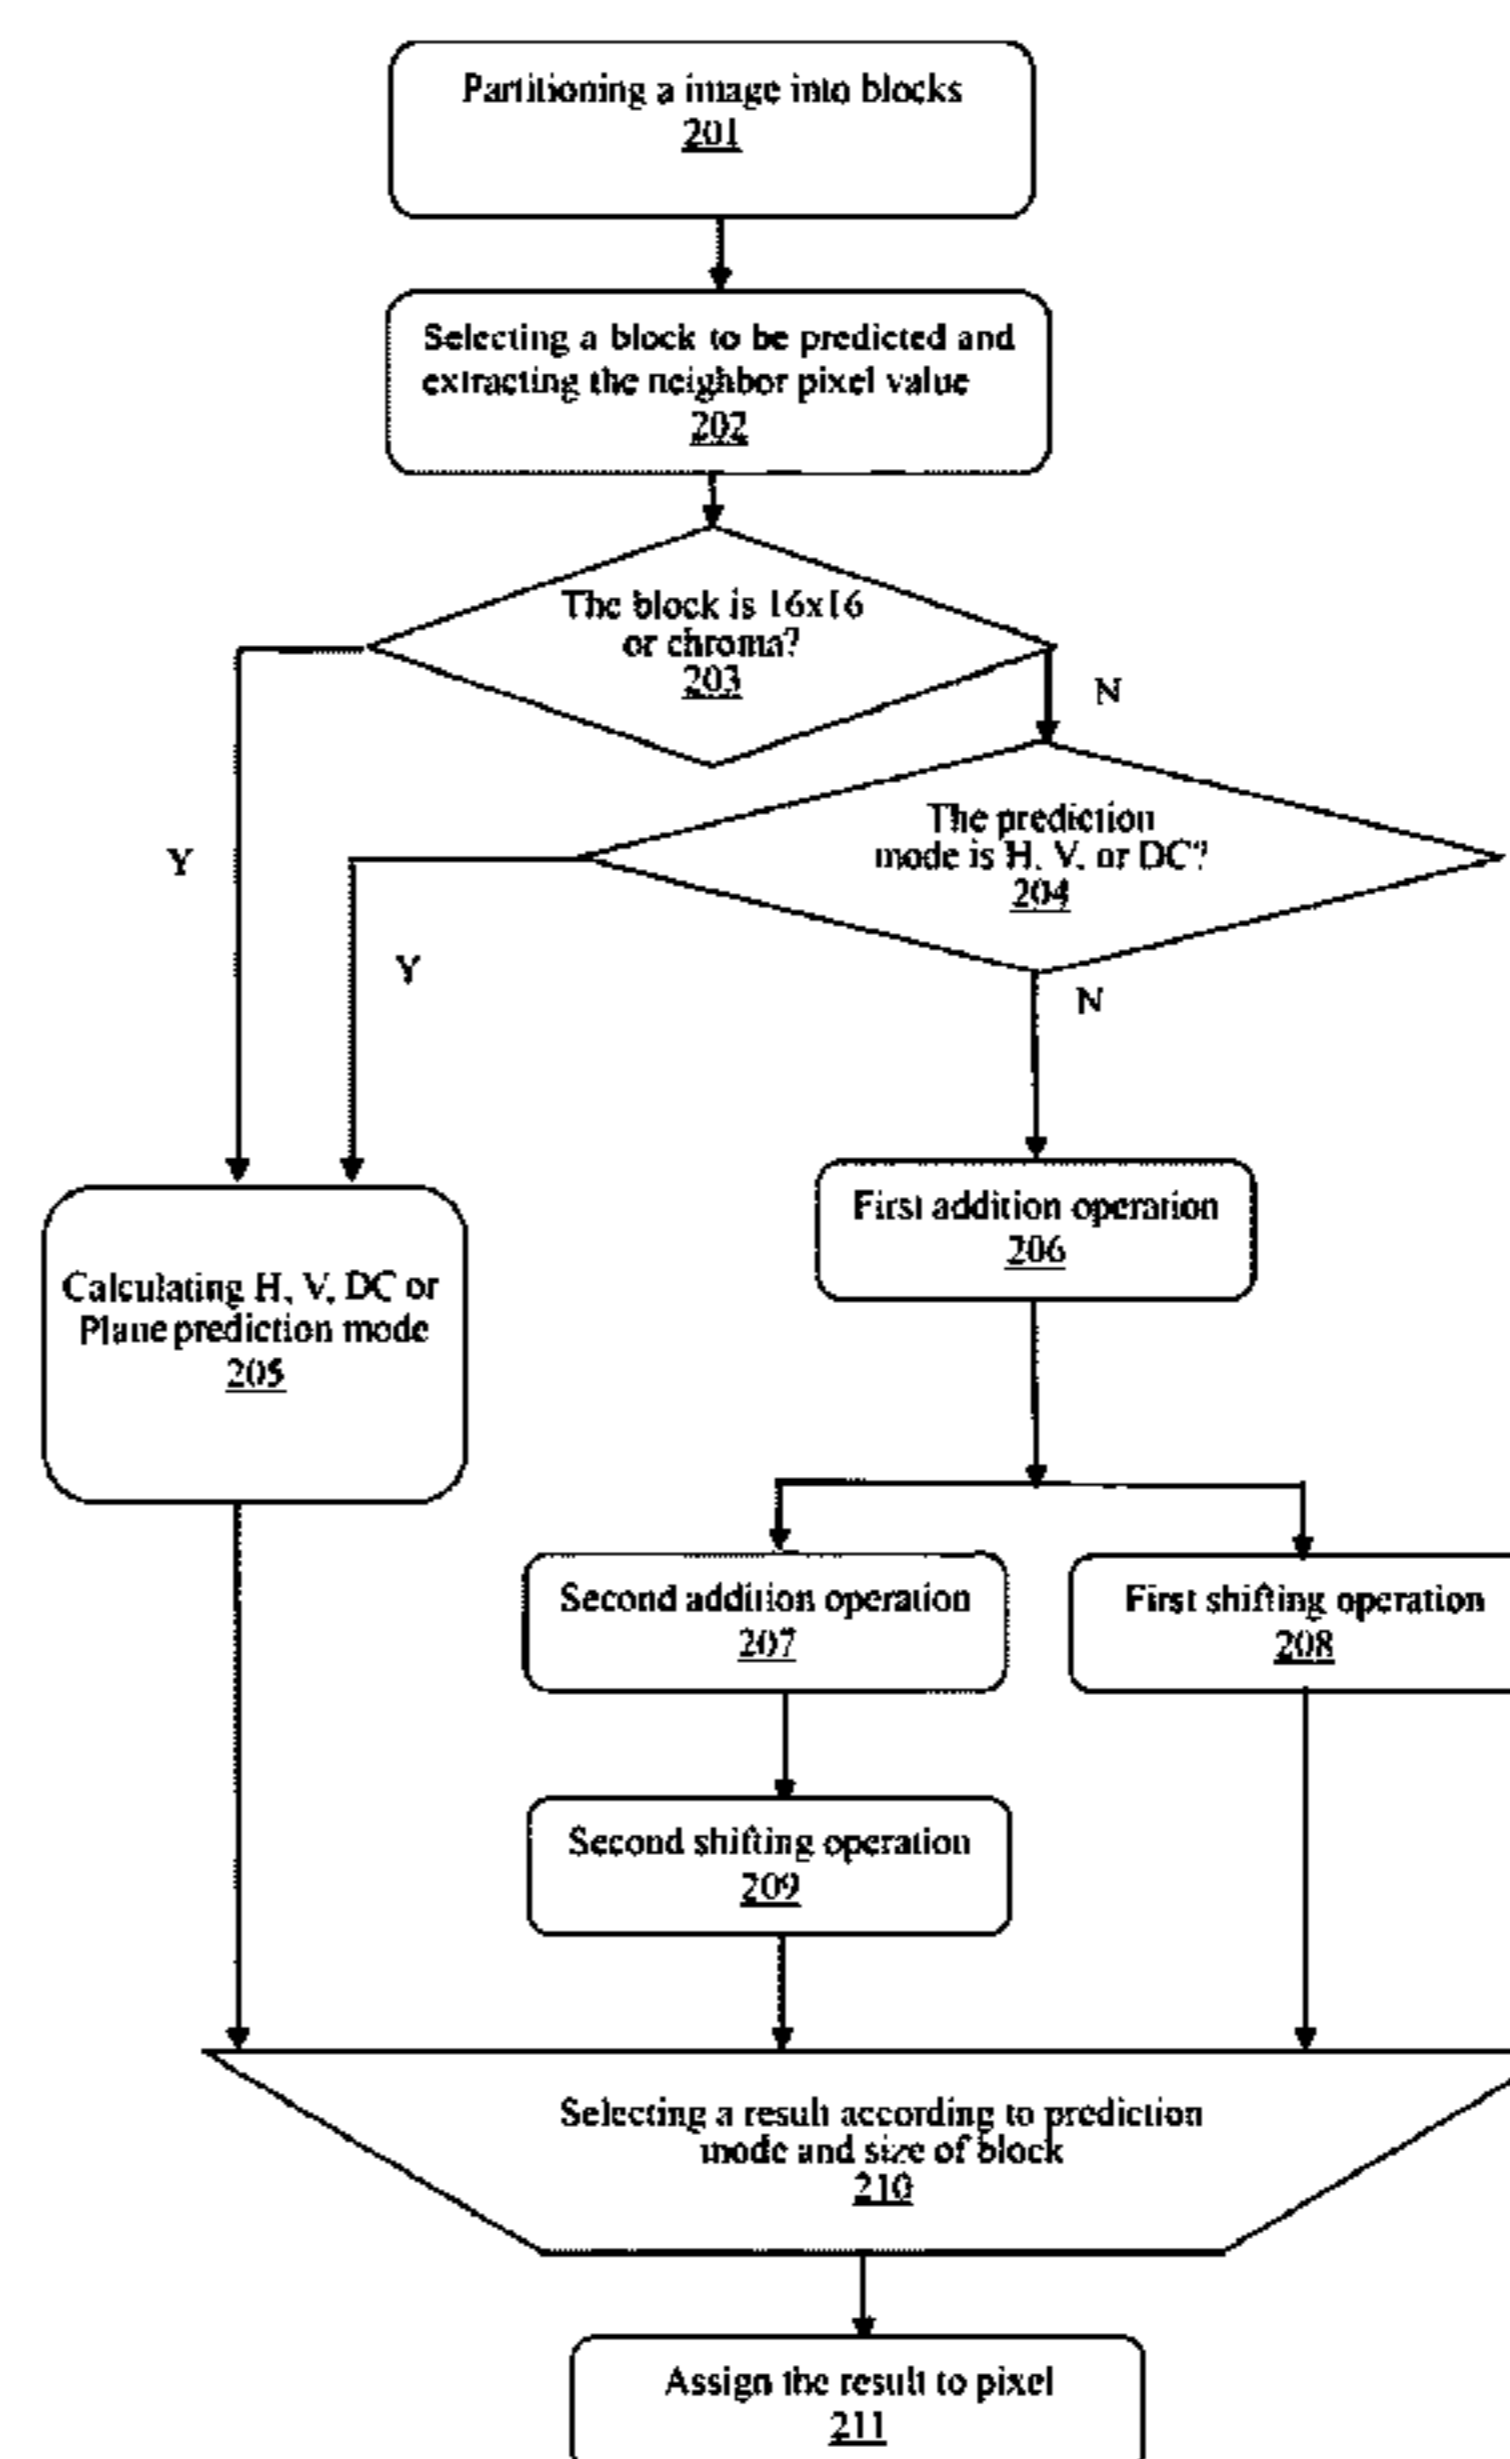 Partitioning a image into blocks
201
Selecting a block to be predicted and
extracting the neighbor pixel value
202
The block is 16x16
or chroma?
203
N
The prediction
mode is H, V, or DC?
204
Y
Y
N
First addition operation
206
Calculating H, V, DC or
Plane prediction mode
205
Second addition operation
207
First shifting operation
208
Second shifting operation
209
Selecting a result according to prediction
mode and size of block
210
Assign the result to pixel
211